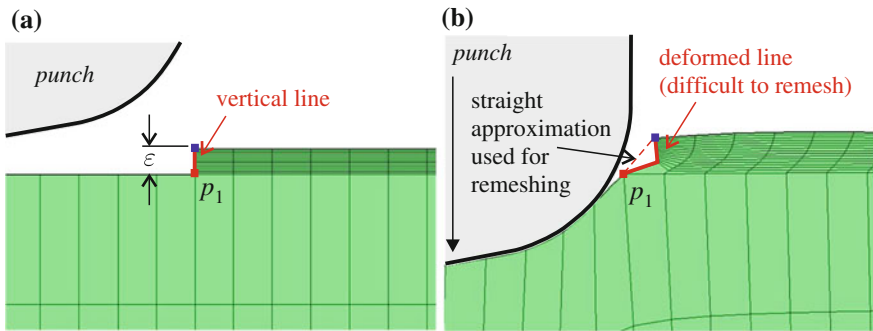 (a)
punch
vertical line
ε
p1
(b)
punch
straight
approximation
used for
remeshing
deformed line
(difficult to remesh)
p1